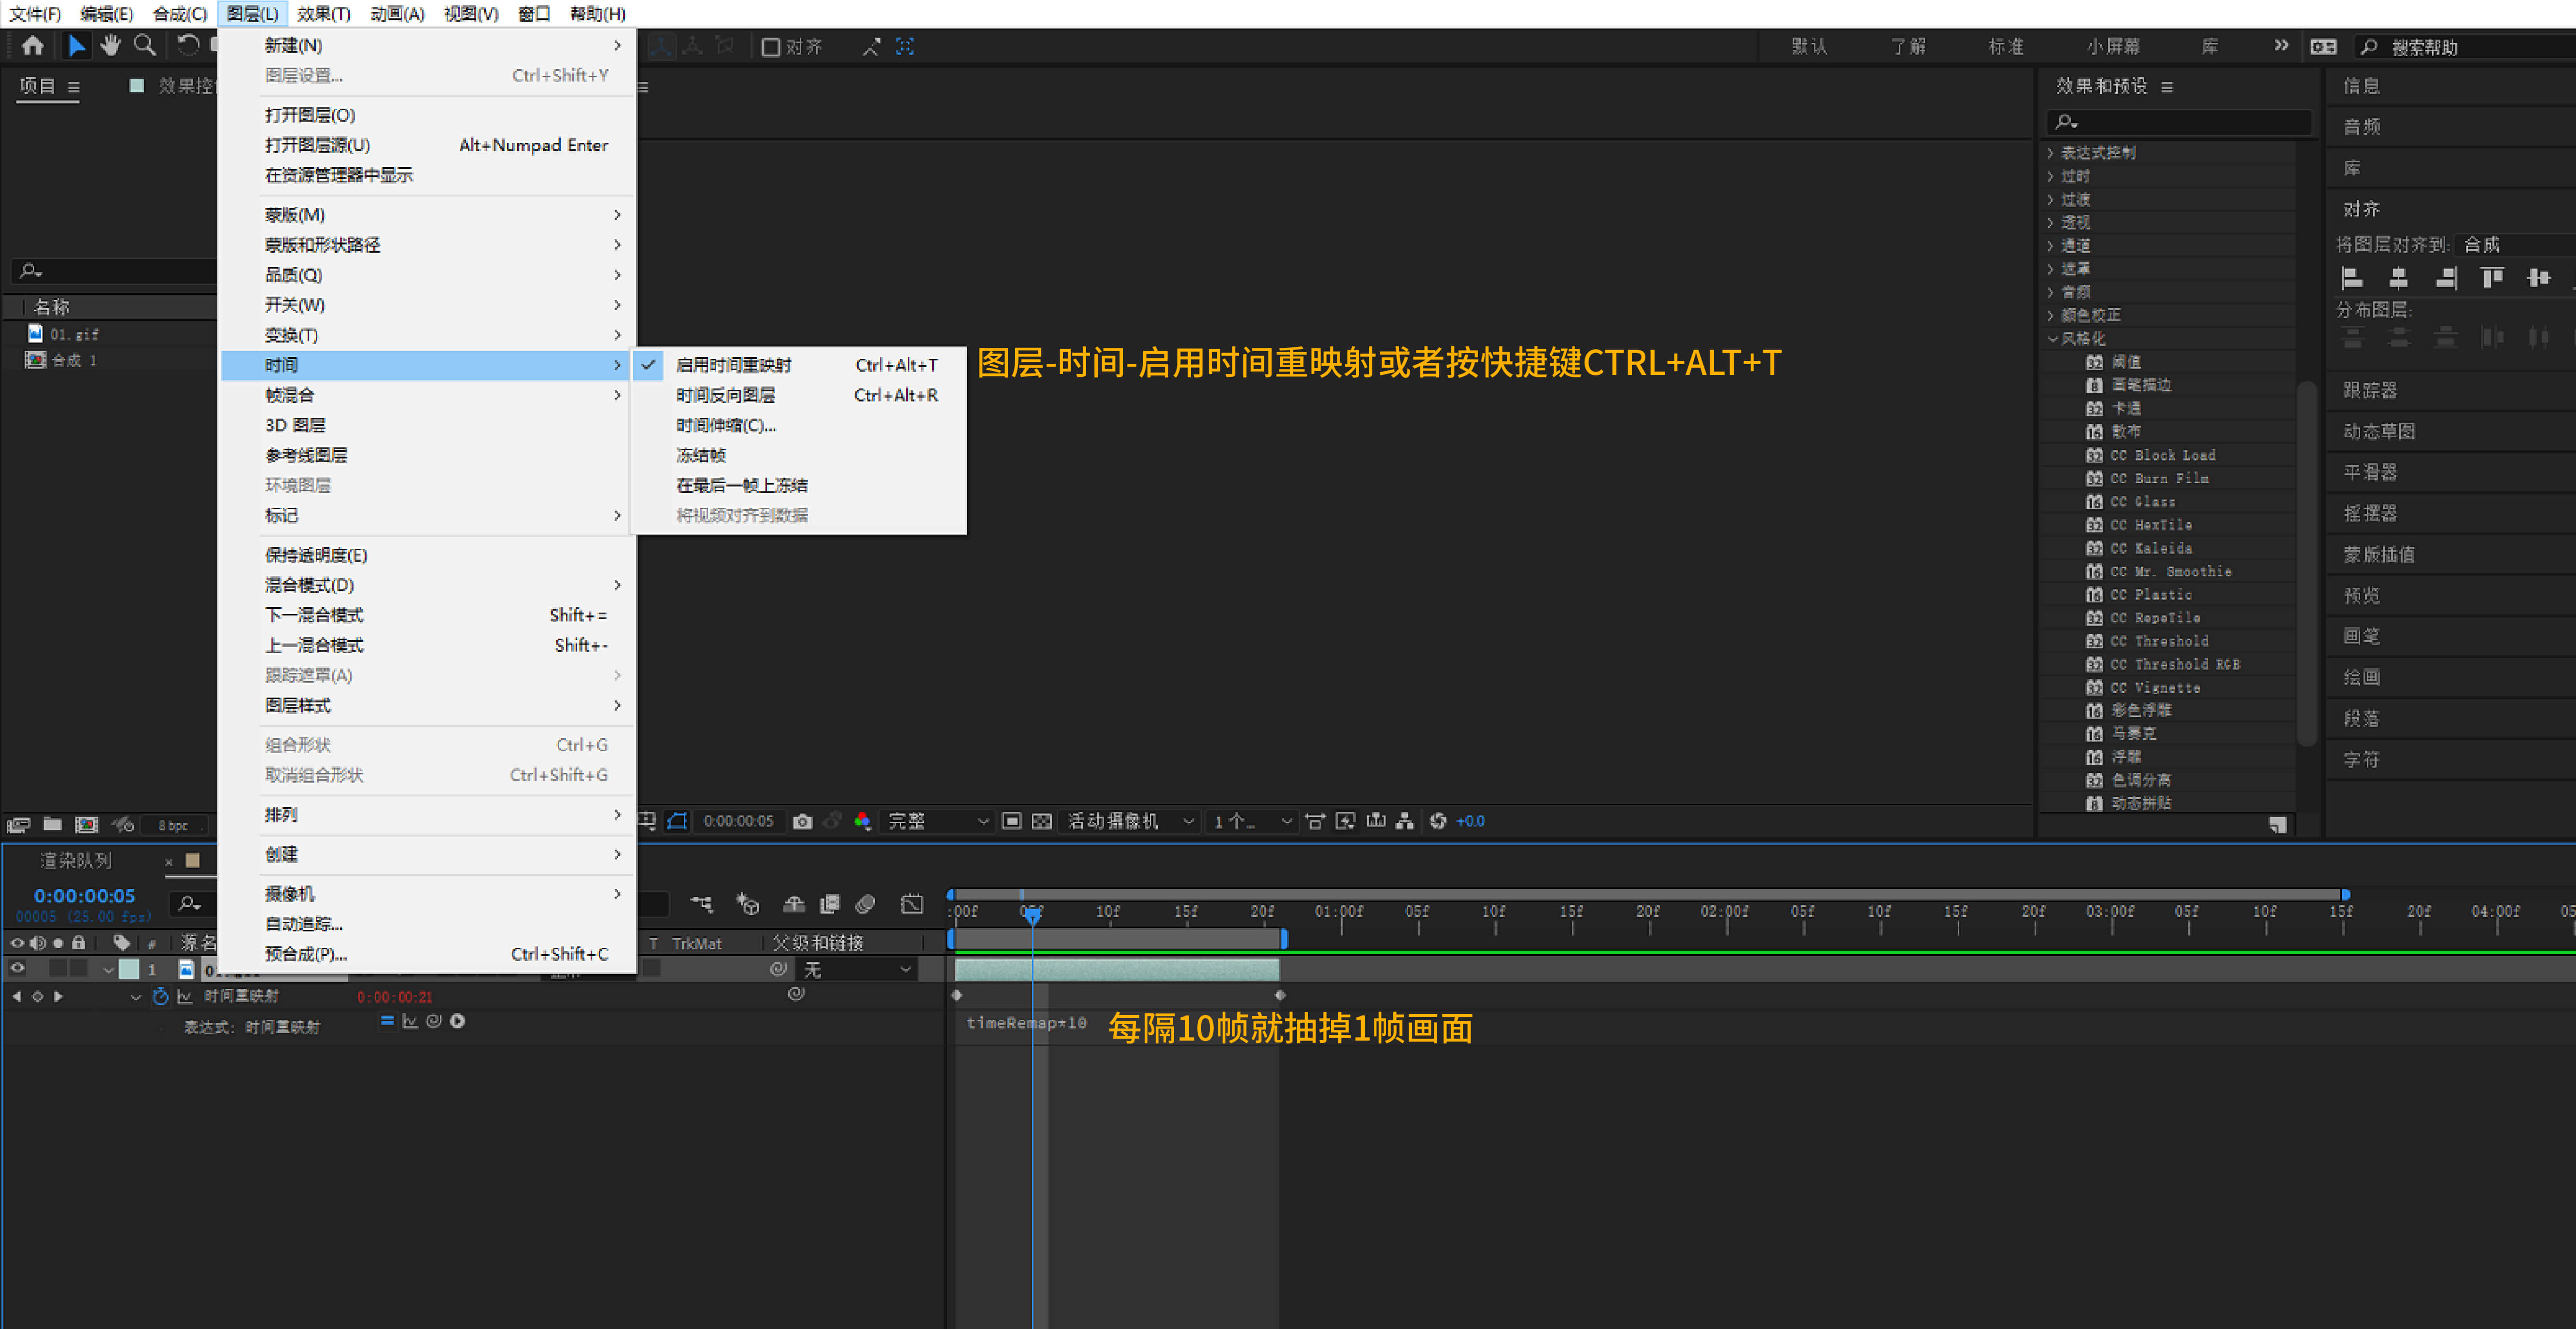 文件(F) 编辑(E) 合成(C) 图层(L) 效果(T) 动画(A) 视图(V) 窗口 帮助(H)
对齐
默认 了解 标准 小屏幕 库 搜索帮助
项目
新建(N)
图层设置... Ctrl+Shift+Y
打开图层(O)
打开图层源(U) Alt+Numpad Enter
在资源管理器中显示
蒙版(M)
蒙版和形状路径
品质(Q)
开关(W)
变换(T)
时间
帧混合
3D 图层
参考线图层
环境图层
标记
保持透明度(E)
混合模式(D)
下一混合模式 Shift+=
上一混合模式 Shift+-
跟踪遮罩(A)
图层样式
组合形状 Ctrl+G
取消组合形状 Ctrl+Shift+G
排列
创建
摄像机
自动追踪...
预合成(P)... Ctrl+Shift+C
启用时间重映射 Ctrl+Alt+T
时间反向图层 Ctrl+Alt+R
时间伸缩(C)...
冻结帧
在最后一帧上冻结
将视频对齐到数据
图层-时间-启用时间重映射或者按快捷键CTRL+ALT+T
名称
01.gif
合成 1
8 bpc
效果和预设
表达式控制
过时
过渡
透视
通道
遮罩
音频
颜色校正
风格化
32 阈值
8 画笔描边
32 卡通
16 散布
32 CC Block Load
32 CC Burn Film
16 CC Glass
32 CC HexTile
32 CC Kaleida
16 CC Mr. Smoothie
16 CC Plastic
32 CC RepeTile
32 CC Threshold
32 CC Threshold RGB
32 CC Vignette
16 彩色浮雕
16 马赛克
16 浮雕
32 色调分离
8 动态拼贴
信息
音频
库
对齐
将图层对齐到: 合成
分布图层:
跟踪器
动态草图
平滑器
摇摆器
蒙版插值
预览
画笔
绘画
段落
字符
0:00:00:05 完整 活动摄像机 1 个... +0.0
渲染队列
0:00:00:05
00005 (25.00 fps)
:00f 05f 10f 15f 20f 01:00f 05f 10f 15f 20f 02:00f 05f 10f 15f 20f 03:00f 05f 10f 15f 20f 04:00f 05
# 源名 T TrkMat 父级和链接
1 无
时间重映射 0:00:00:21
表达式: 时间重映射
timeRemap*10
每隔10帧就抽掉1帧画面